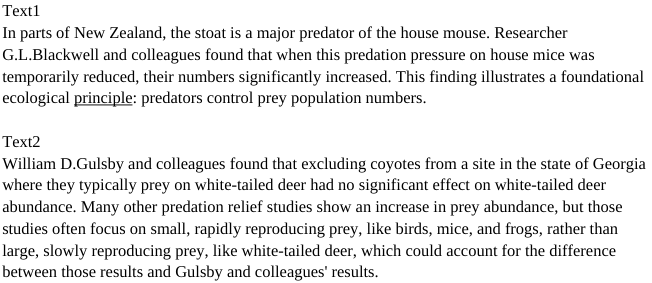 Text1
In parts of New Zealand, the stoat is a major predator of the house mouse. Researcher
G.L.Blackwell and colleagues found that when this predation pressure on house mice was
temporarily reduced, their numbers significantly increased. This finding illustrates a foundational
ecological principle: predators control prey population numbers.

Text2
William D.Gulsby and colleagues found that excluding coyotes from a site in the state of Georgia
where they typically prey on white-tailed deer had no significant effect on white-tailed deer
abundance. Many other predation relief studies show an increase in prey abundance, but those
studies often focus on small, rapidly reproducing prey, like birds, mice, and frogs, rather than
large, slowly reproducing prey, like white-tailed deer, which could account for the difference
between those results and Gulsby and colleagues' results.